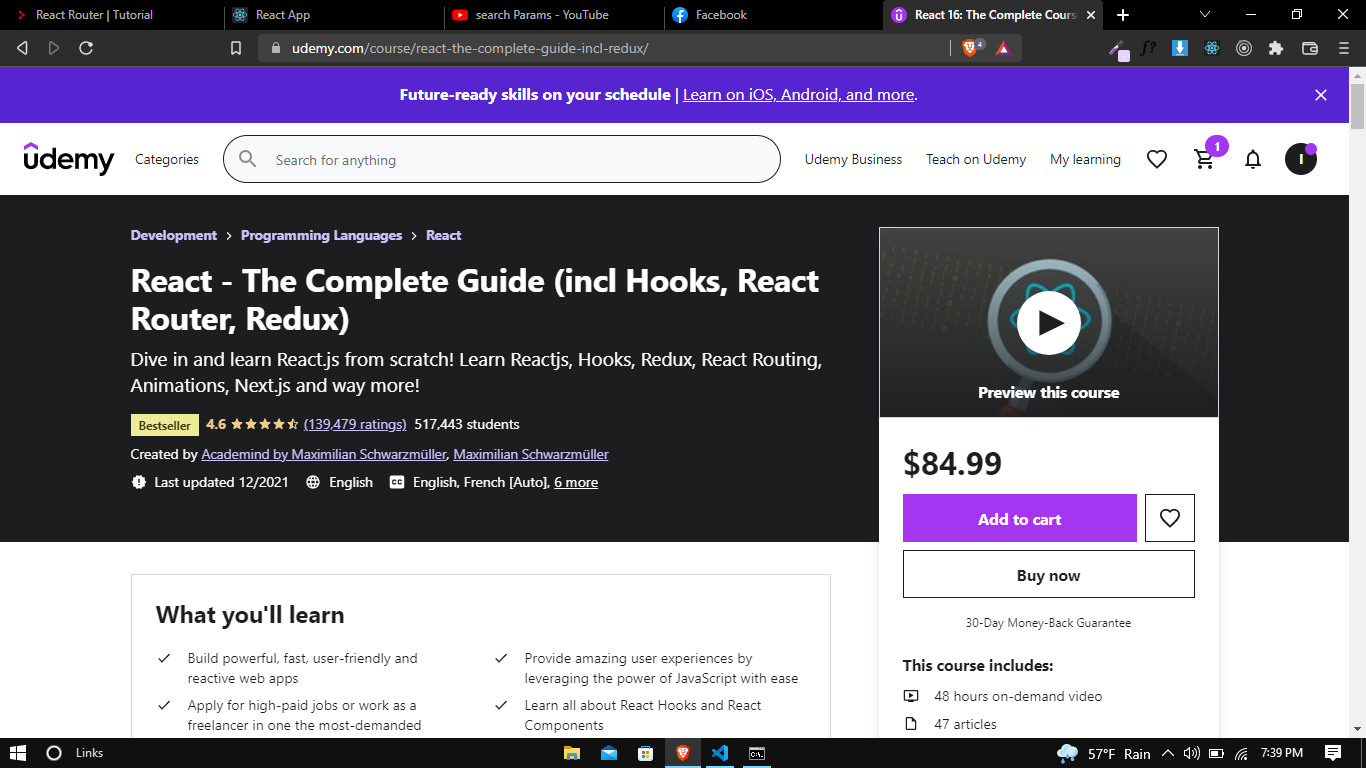 React Router | Tutorial
React App
search Params - YouTube
Facebook
React 16: The Complete Cours
udemy.com/course/react-the-complete-guide-incl-redux/
4
f?
Future-ready skills on your schedule | Learn on iOS, Android, and more.
udemy
Categories
Search for anything
Udemy Business
Teach on Udemy
My learning
1
I
Development > Programming Languages > React
React - The Complete Guide (incl Hooks, React
Router, Redux)
Dive in and learn React.js from scratch! Learn Reactjs, Hooks, Redux, React Routing,
Animations, Next.js and way more!
Bestseller 4.6 (139,479 ratings) 517,443 students
Created by Academind by Maximilian Schwarzmüller, Maximilian Schwarzmüller
Last updated 12/2021 English CC English, French [Auto], 6 more
Preview this course
$84.99
Add to cart
Buy now
30-Day Money-Back Guarantee
This course includes:
48 hours on-demand video
47 articles
What you'll learn
Build powerful, fast, user-friendly and
reactive web apps
Provide amazing user experiences by
leveraging the power of JavaScript with ease
Apply for high-paid jobs or work as a
freelancer in one the most-demanded
Learn all about React Hooks and React
Components
Links
57°F Rain
7:39 PM